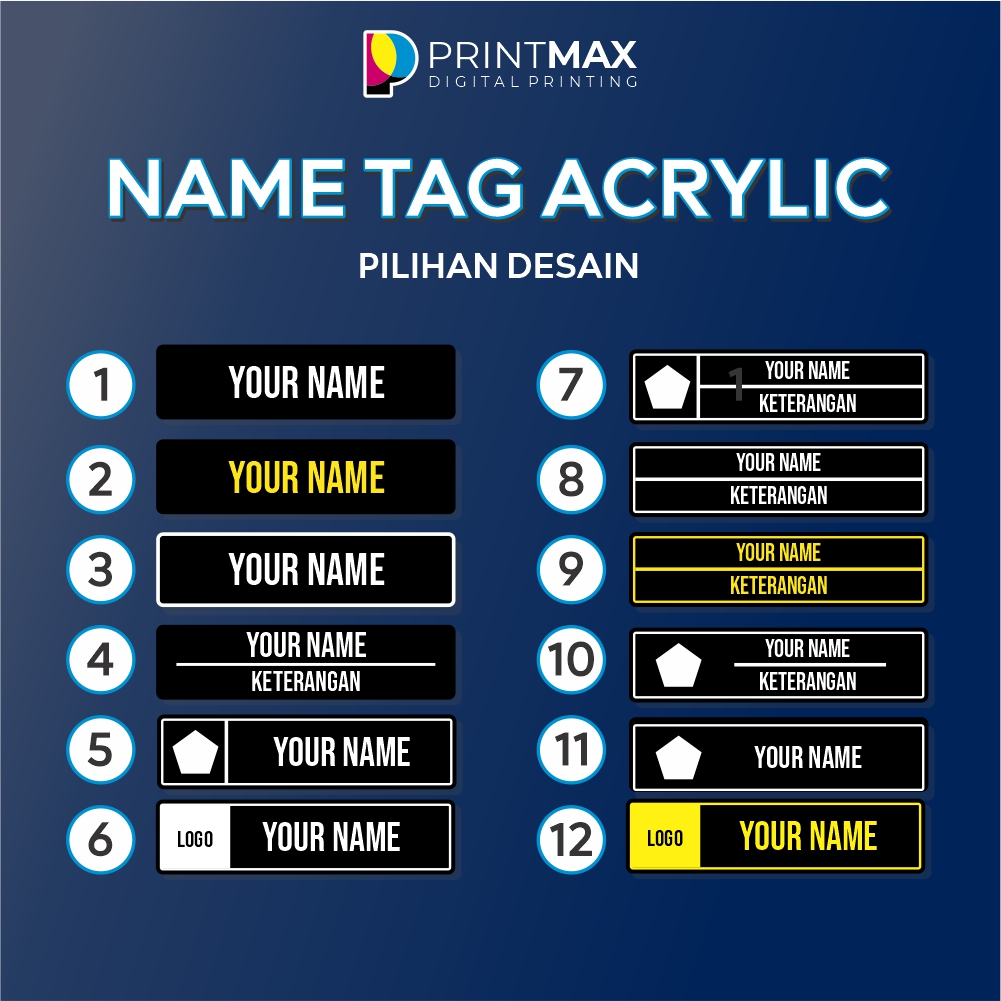 PRINTMAX
DIGITAL PRINTING
NAME TAG ACRYLIC
PILIHAN DESAIN
1
YOUR NAME
2
YOUR NAME
3
YOUR NAME
4
YOUR NAME
KETERANGAN
5
YOUR NAME
6
LOGO YOUR NAME
7
1 YOUR NAME
KETERANGAN
8
YOUR NAME
KETERANGAN
9
YOUR NAME
KETERANGAN
10
YOUR NAME
KETERANGAN
11
YOUR NAME
12
LOGO YOUR NAME